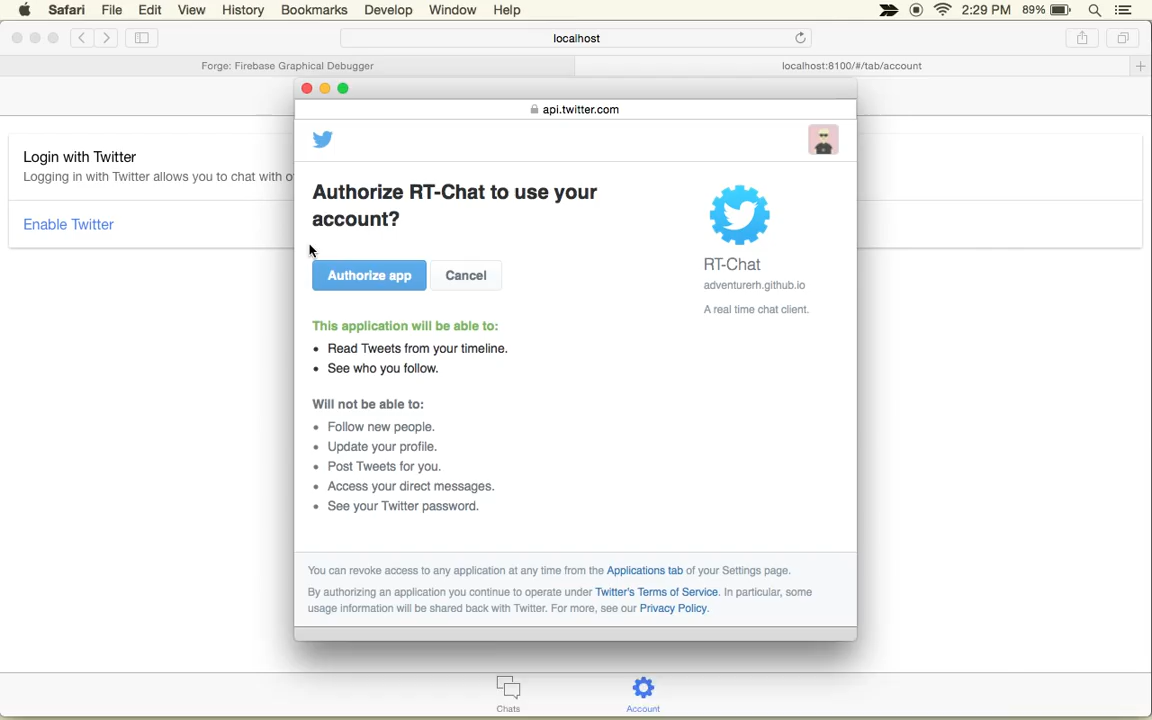 Safari File Edit View History Bookmarks Develop Window Help 2:29 PM 89%
localhost
Forge: Firebase Graphical Debugger
localhost:8100/#/tab/account
api.twitter.com
Login with Twitter
Logging in with Twitter allows you to chat with o
Enable Twitter
Authorize RT-Chat to use your
account?
Authorize app Cancel
RT-Chat
adventurerh.github.io
A real time chat client.
This application will be able to:
• Read Tweets from your timeline.
• See who you follow.
Will not be able to:
• Follow new people.
• Update your profile.
• Post Tweets for you.
• Access your direct messages.
• See your Twitter password.
You can revoke access to any application at any time from the Applications tab of your Settings page.
By authorizing an application you continue to operate under Twitter's Terms of Service. In particular, some
usage information will be shared back with Twitter. For more, see our Privacy Policy.
Chats
Account